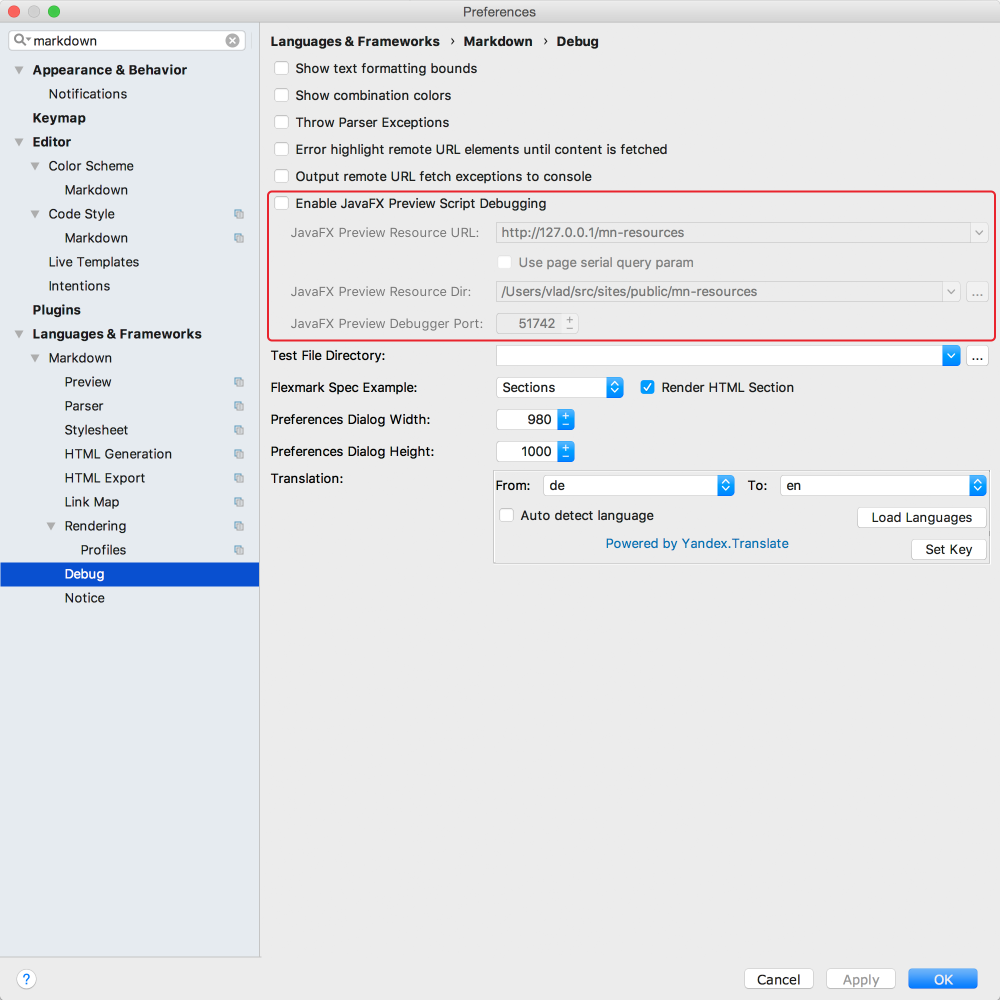 Preferences
markdown
Appearance & Behavior
Notifications
Keymap
Editor
Color Scheme
Markdown
Code Style
Markdown
Live Templates
Intentions
Plugins
Languages & Frameworks
Markdown
Preview
Parser
Stylesheet
HTML Generation
HTML Export
Link Map
Rendering
Profiles
Debug
Notice
?
Languages & Frameworks › Markdown › Debug
Show text formatting bounds
Show combination colors
Throw Parser Exceptions
Error highlight remote URL elements until content is fetched
Output remote URL fetch exceptions to console
Enable JavaFX Preview Script Debugging
JavaFX Preview Resource URL: http://127.0.0.1/mn-resources
Use page serial query param
JavaFX Preview Resource Dir: /Users/vlad/src/sites/public/mn-resources ...
JavaFX Preview Debugger Port: 51742
Test File Directory: ...
Flexmark Spec Example: Sections Render HTML Section
Preferences Dialog Width: 980
Preferences Dialog Height: 1000
Translation: From: de To: en
Auto detect language Load Languages
Powered by Yandex.Translate
Set Key
Cancel Apply OK